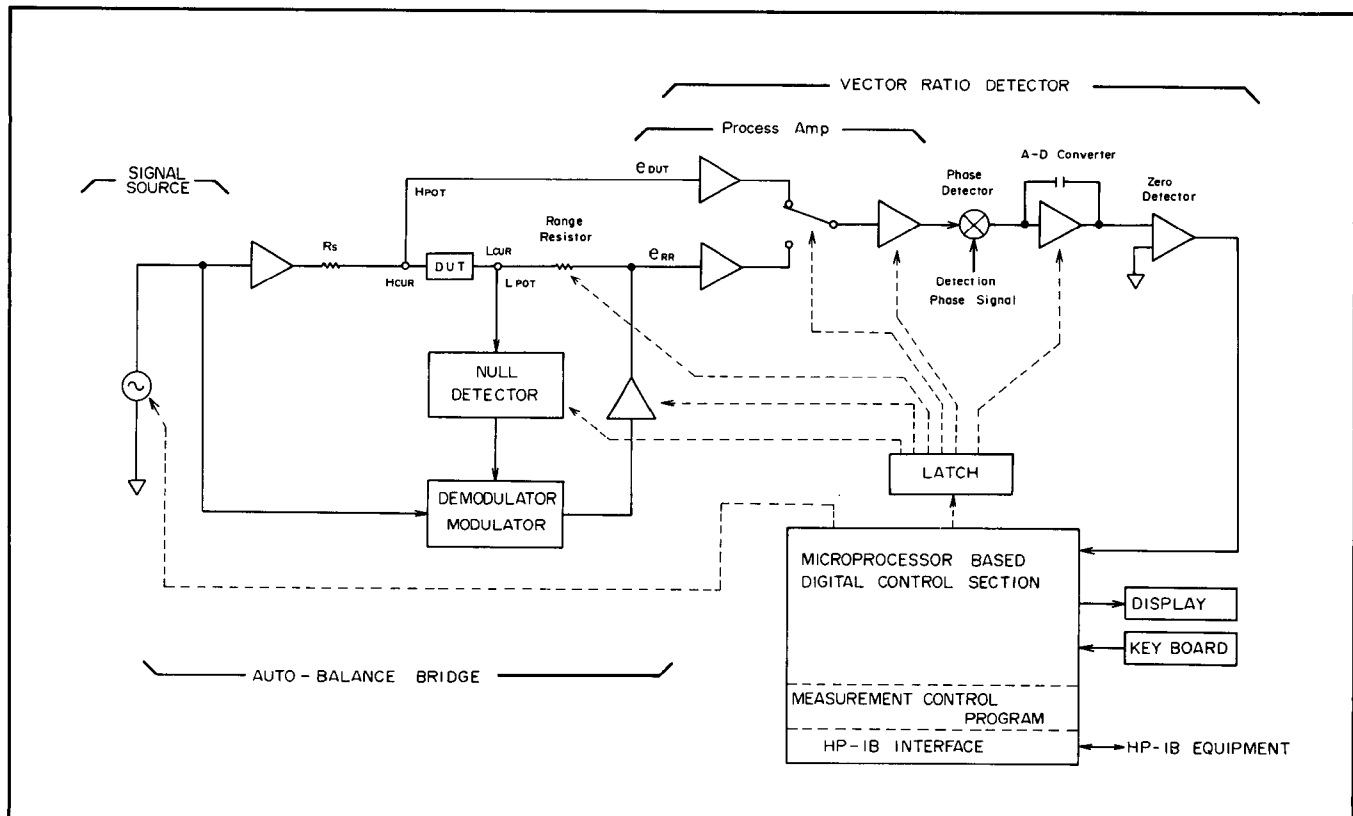 VECTOR RATIO DETECTOR
Process Amp
A-D Converter
SIGNAL
SOURCE
eDUT
Phase
Detector
Zero
Detector
HPOT
Rs
LCUR
Range
Resistor
DUT
eRR
HCUR
LPOT
Detection
Phase Signal
NULL
DETECTOR
LATCH
DEMODULATOR
MODULATOR
MICROPROCESSOR BASED
DIGITAL CONTROL SECTION
DISPLAY
KEY BOARD
AUTO-BALANCE BRIDGE
MEASUREMENT CONTROL
PROGRAM
HP-IB INTERFACE
HP-IB EQUIPMENT